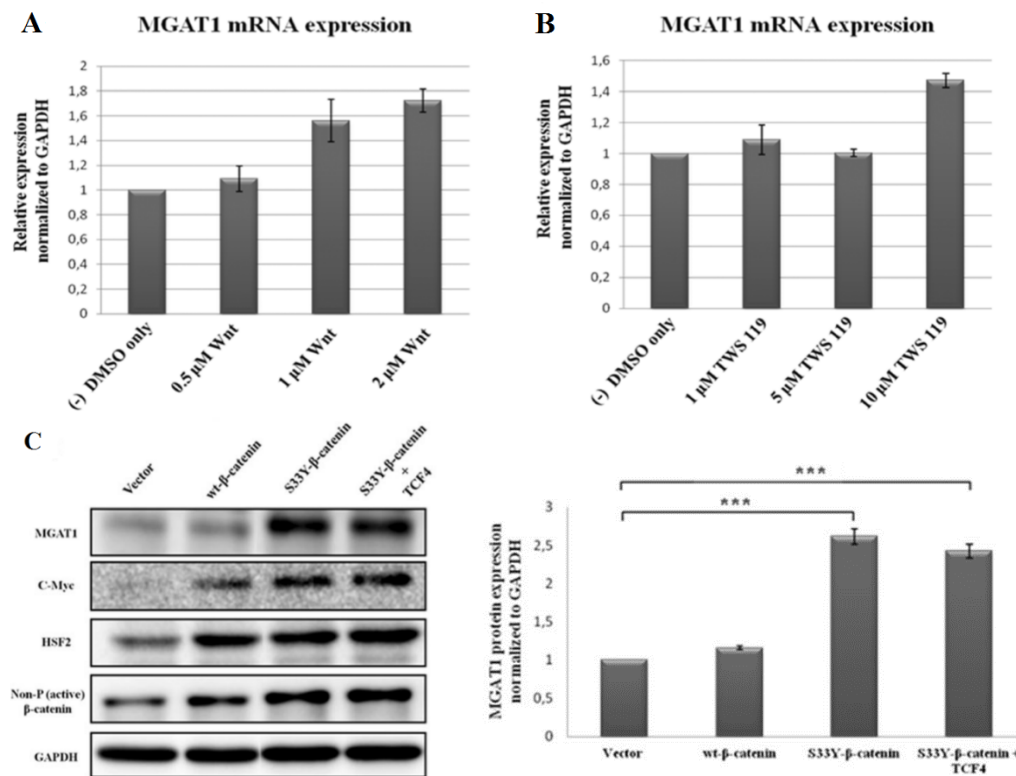 A
MGAT1 mRNA expression
Relative expression
normalized to GAPDH
2
1,8
1,6
1,4
1,2
1
0,8
0,6
0,4
0,2
0
(-) DMSO only
0.5 µM Wnt
1 µM Wnt
2 µM Wnt
B
MGAT1 mRNA expression
Relative expression
normalized to GAPDH
1,6
1,4
1,2
1
0,8
0,6
0,4
0,2
0
(-) DMSO only
1 µM TWS 119
5 µM TWS 119
10 µM TWS 119
C
Vector
wt-β-catenin
S33Y-β-catenin
S33Y-β-catenin
+
TCF4
MGAT1
C-Myc
HSF2
Non-P (active)
β-catenin
GAPDH
MGAT1 protein expression
normalized to GAPDH
3
2,5
2
1,5
1
0,5
0
***
***
Vector
wt-β-catenin
S33Y-β-catenin
S33Y-β-catenin +
TCF4